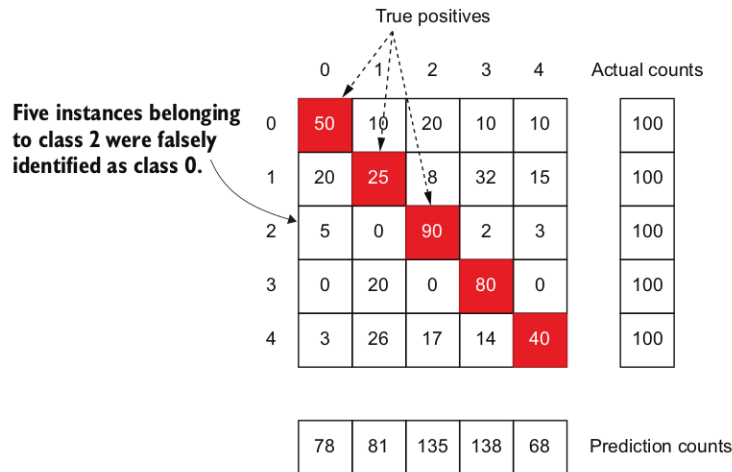 True positives
0 1 2 3 4 Actual counts
Five instances belonging
to class 2 were falsely
identified as class 0.
0 50 10 20 10 10 100
1 20 25 8 32 15 100
2 5 0 90 2 3 100
3 0 20 0 80 0 100
4 3 26 17 14 40 100
78 81 135 138 68 Prediction counts